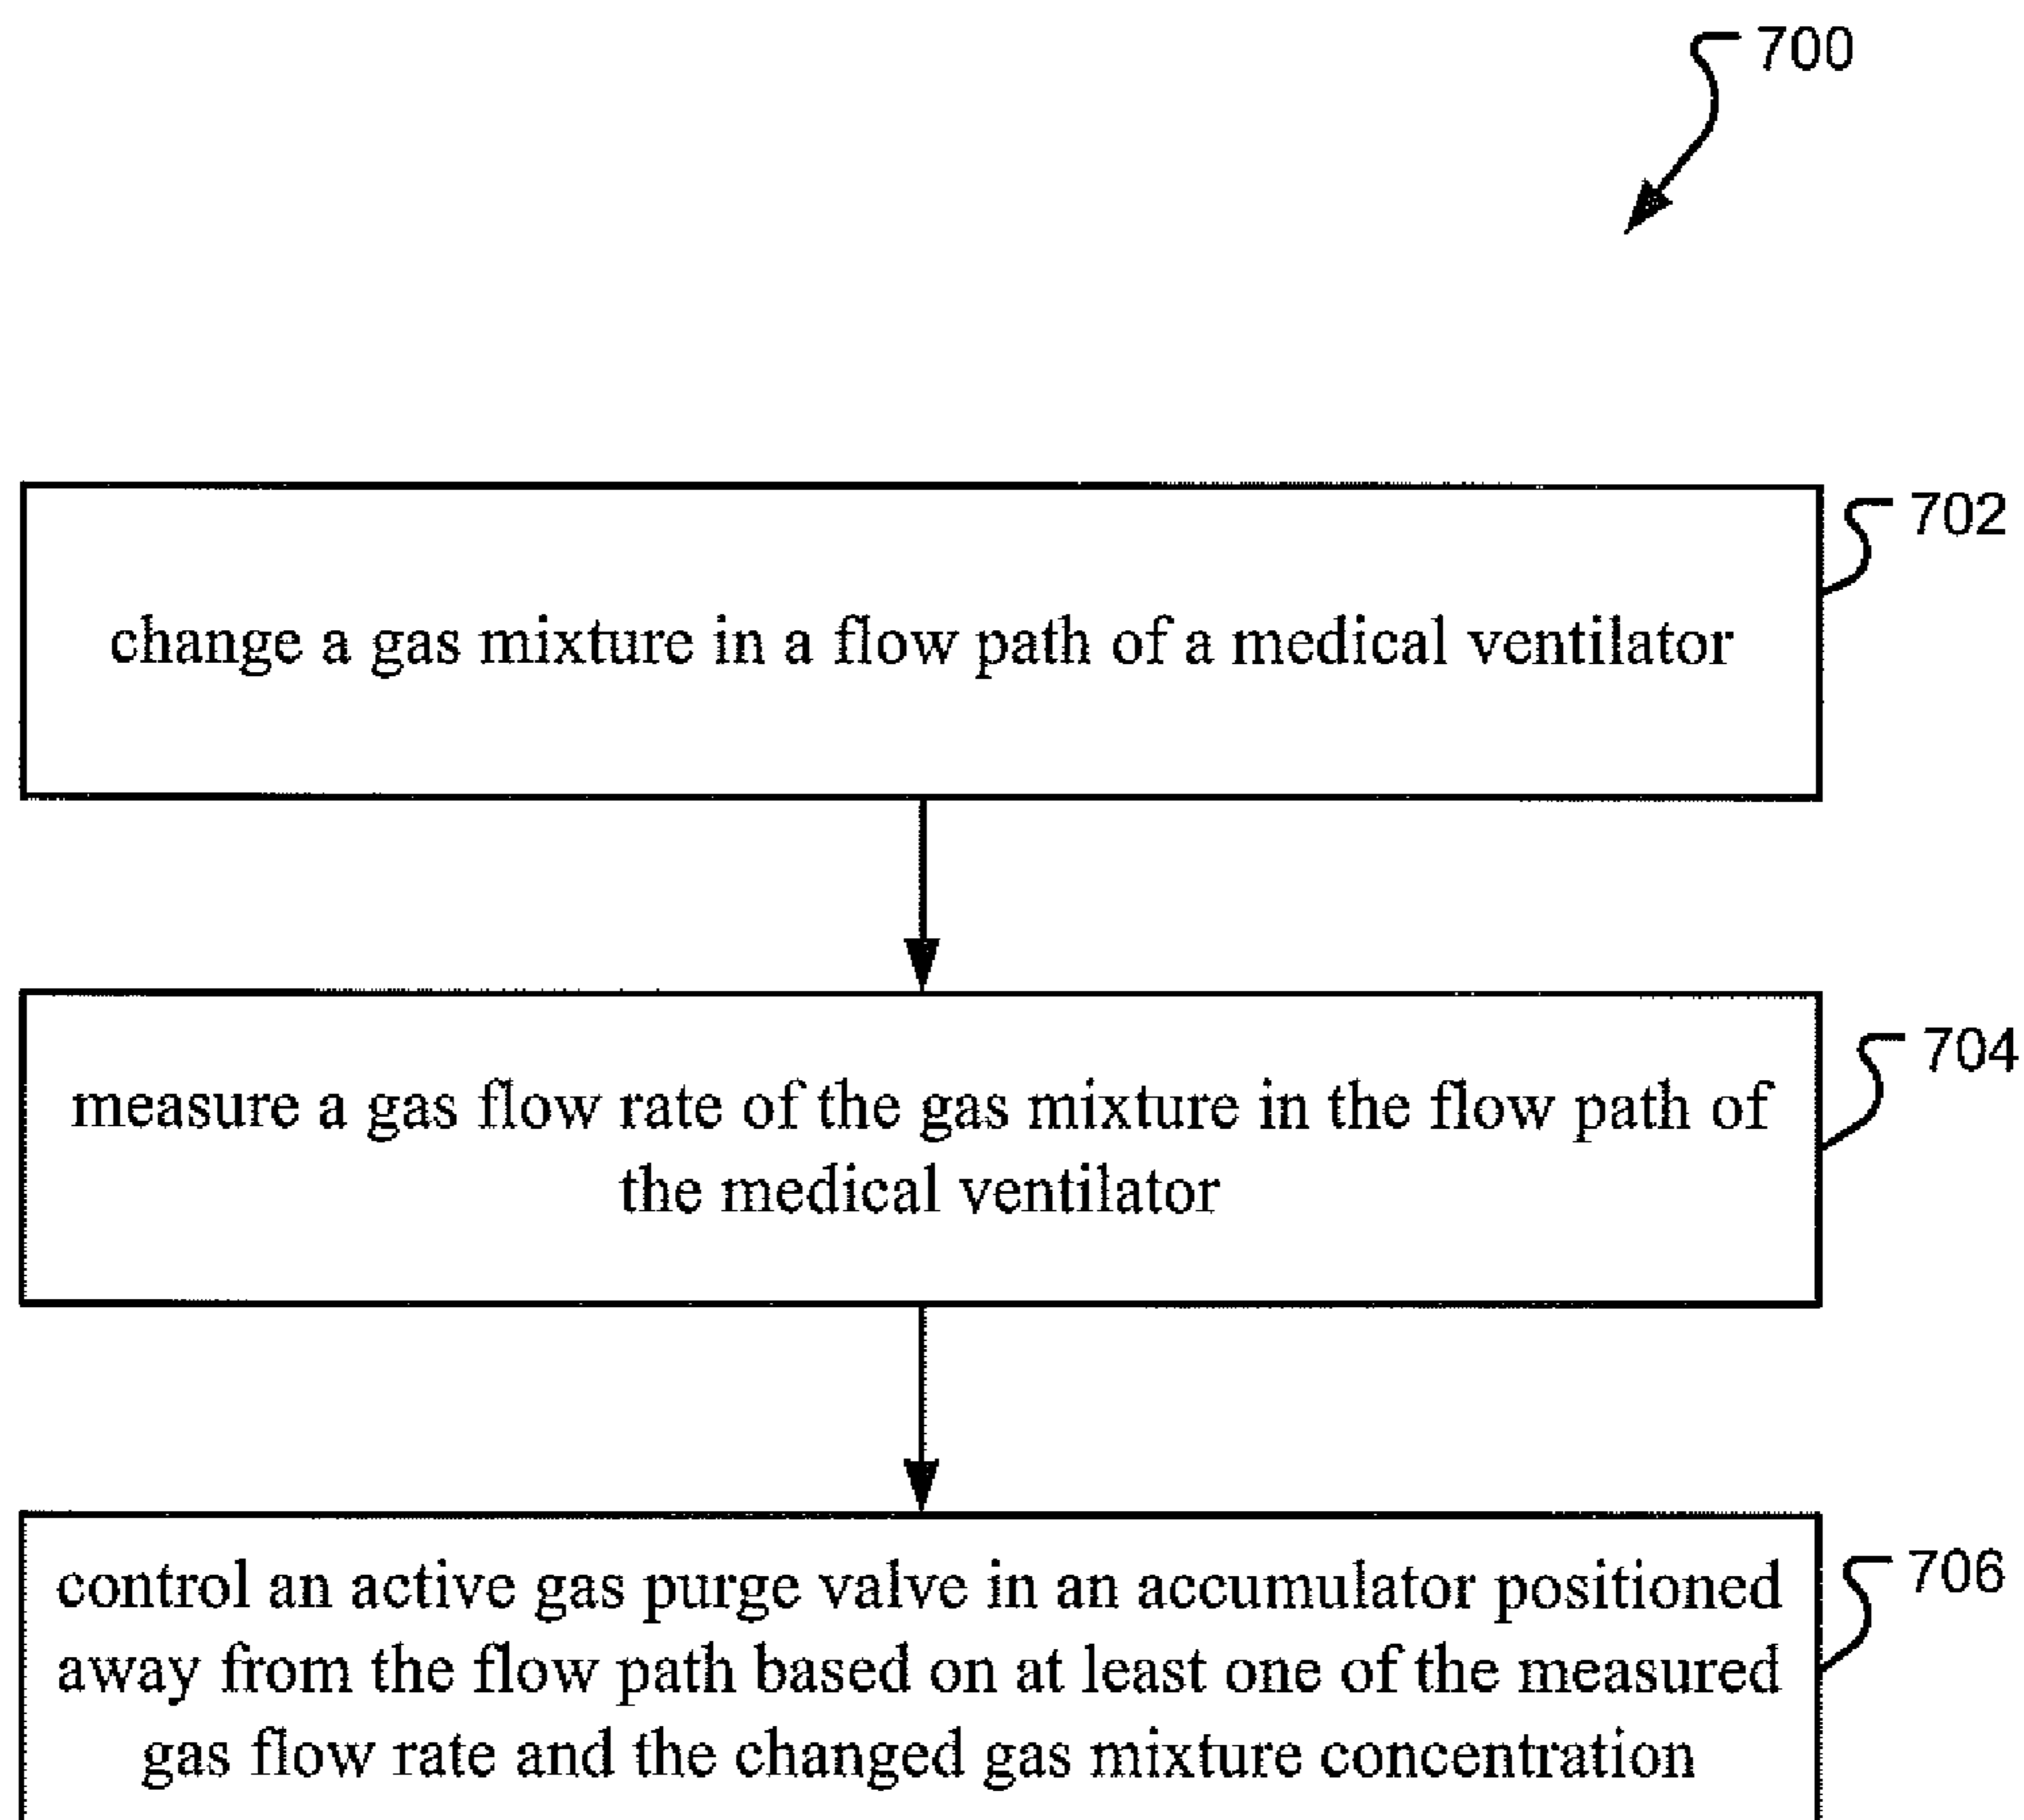 700
702
change a gas mixture in a flow path of a medical ventilator
704
measure a gas flow rate of the gas mixture in the flow path of
the medical ventilator
706
control an active gas purge valve in an accumulator positioned
away from the flow path based on at least one of the measured
gas flow rate and the changed gas mixture concentration